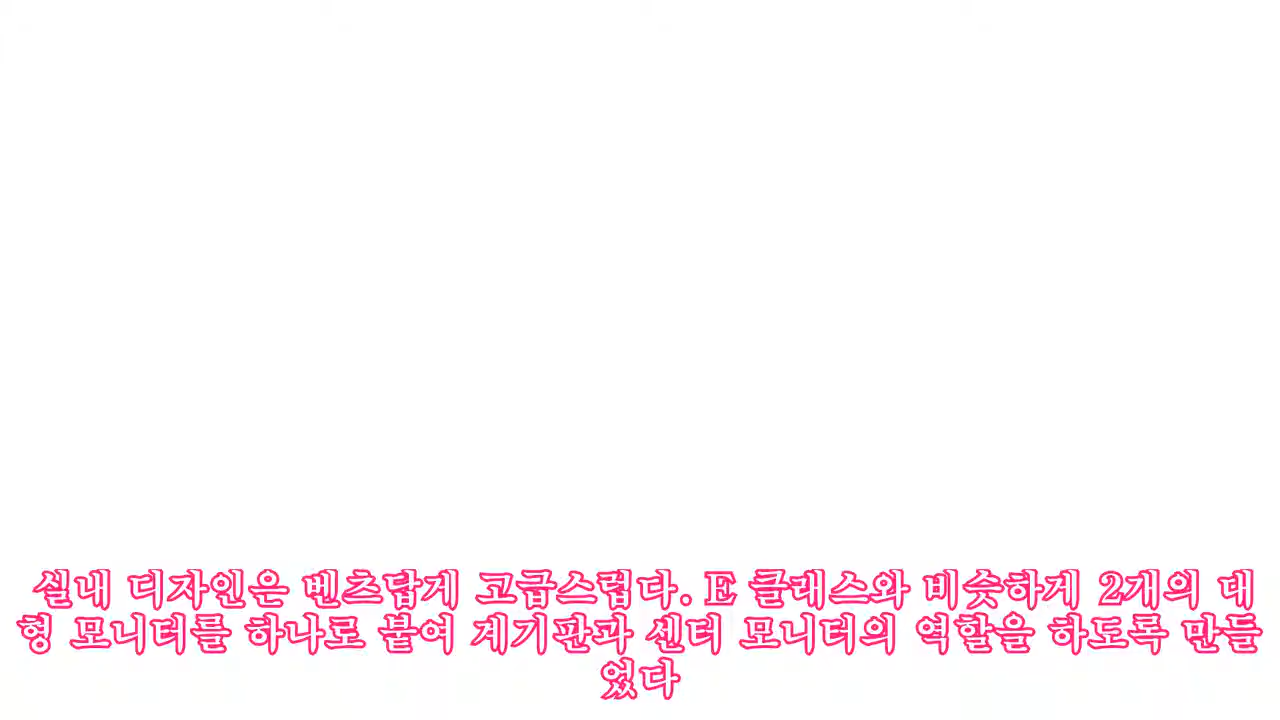 실내 디자인은 벤츠답게 고급스럽다. E 클래스와 비슷하게 2개의 대
형 모니터를 하나로 붙여 계기판과 센터 모니터의 역할을 하도록 만들
었다